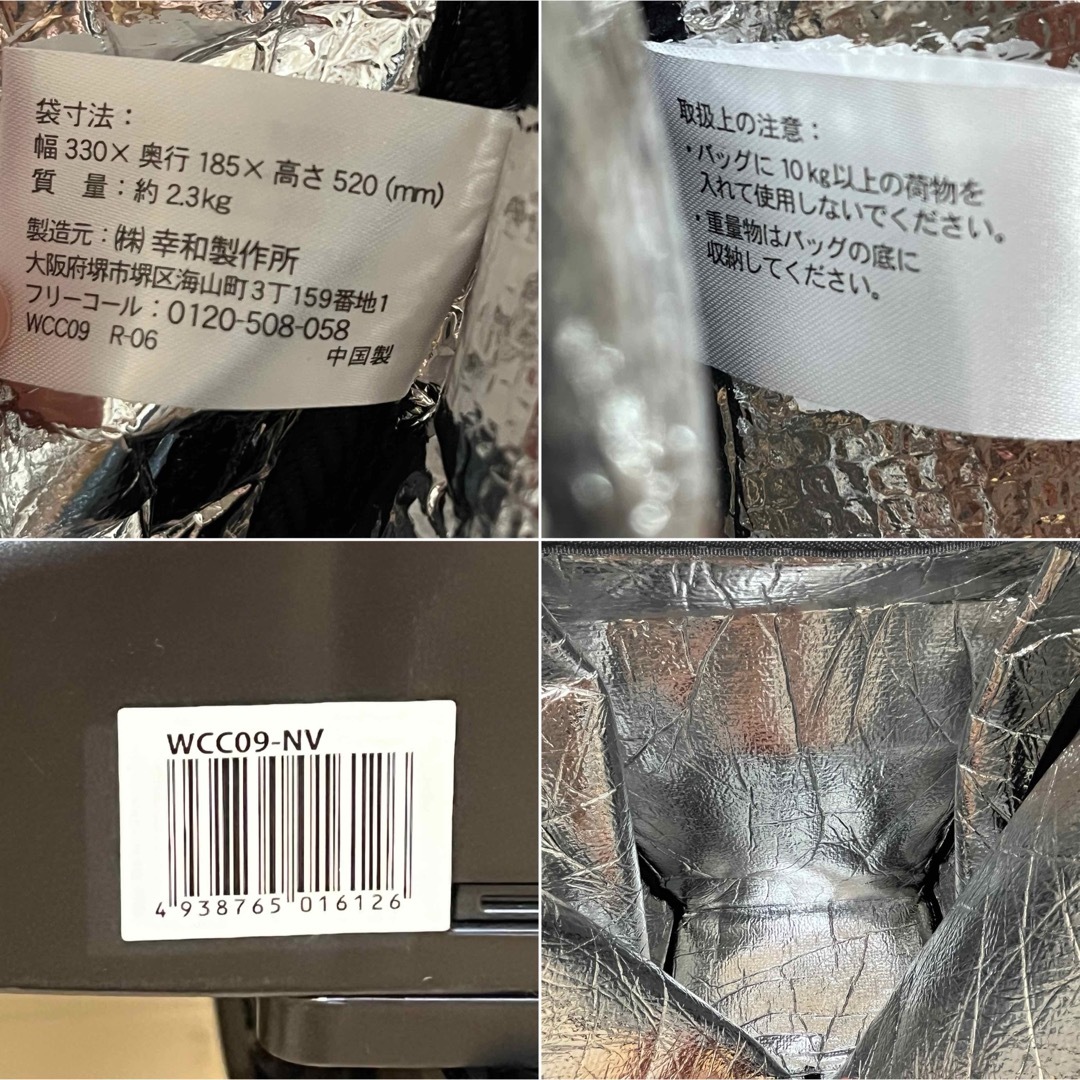 袋寸法：
幅 330× 奥行 185× 高さ 520 (mm)
質　量：約 2.3kg
製造元：㈱ 幸和製作所
大阪府堺市堺区海山町3丁159番地1
フリーコール：0120-508-058
WCC09 R-06
中国製
取扱上の注意：
・バッグに 10kg以上の荷物を
入れて使用しないでください。
・重量物はバッグの底に
収納してください。
WCC09-NV
4 938765 016126